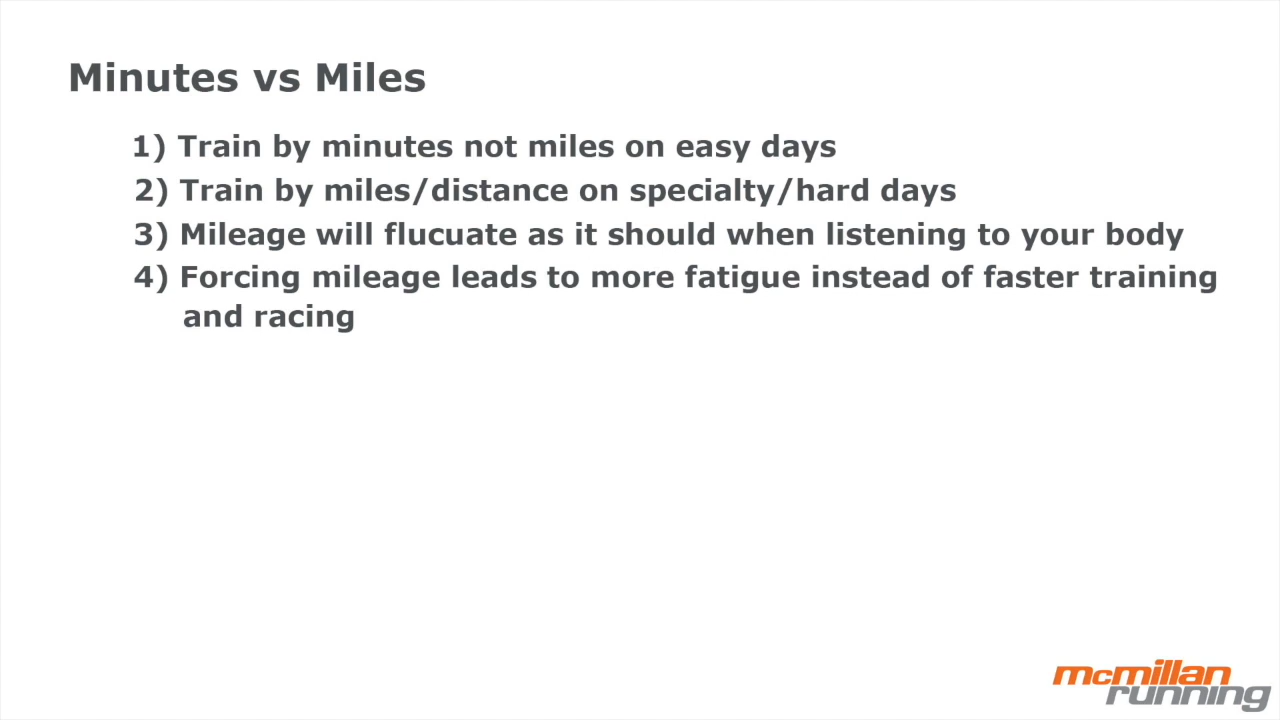 Minutes vs Miles
1) Train by minutes not miles on easy days
2) Train by miles/distance on specialty/hard days
3) Mileage will flucuate as it should when listening to your body
4) Forcing mileage leads to more fatigue instead of faster training
and racing
mcmillan
running